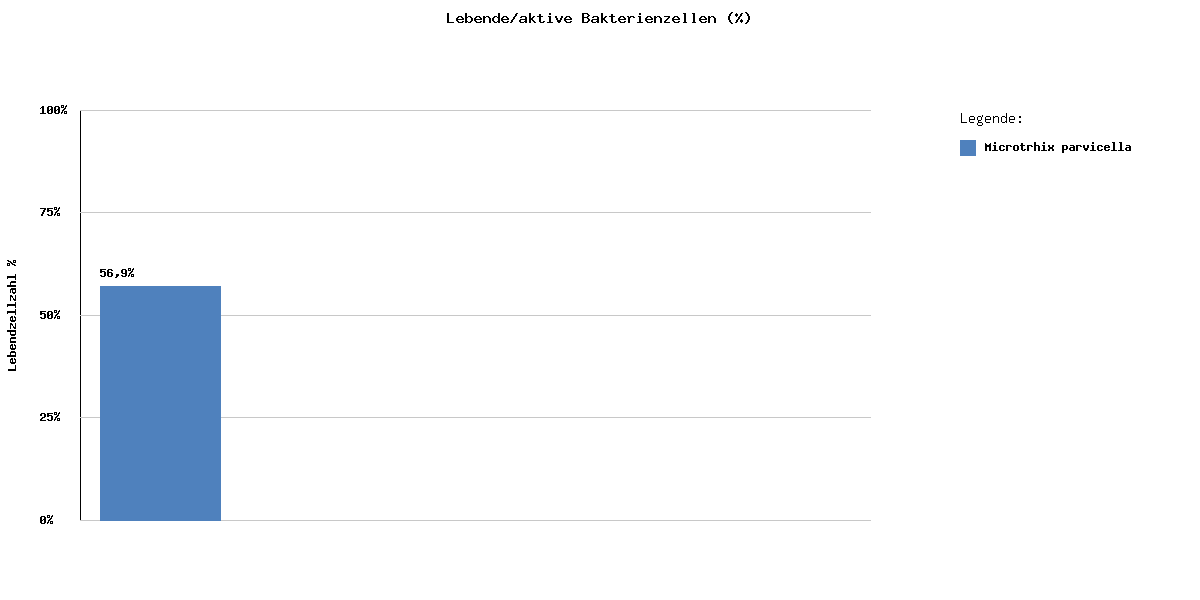 Lebende/aktive Bakterienzellen (%)
100%
Legende:
Microtrhix parvicella
75%
56,9%
Lebendzellzahl %
50%
25%
0%